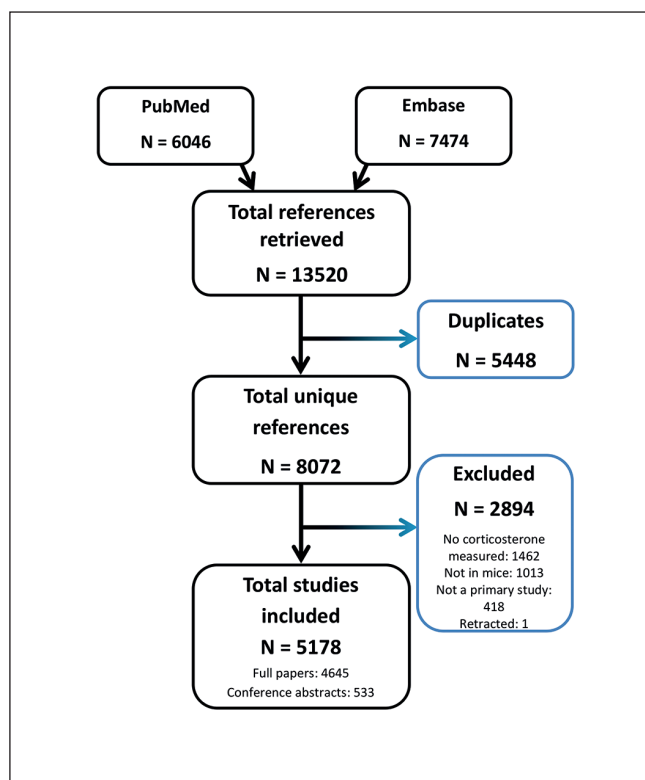 PubMed
N = 6046
Embase
N = 7474
Total references
retrieved
N = 13520
Duplicates
N = 5448
Total unique
references
N = 8072
Excluded
N = 2894
No corticosterone
measured: 1462
Not in mice: 1013
Not a primary study:
418
Retracted: 1
Total studies
included
N = 5178
Full papers: 4645
Conference abstracts: 533